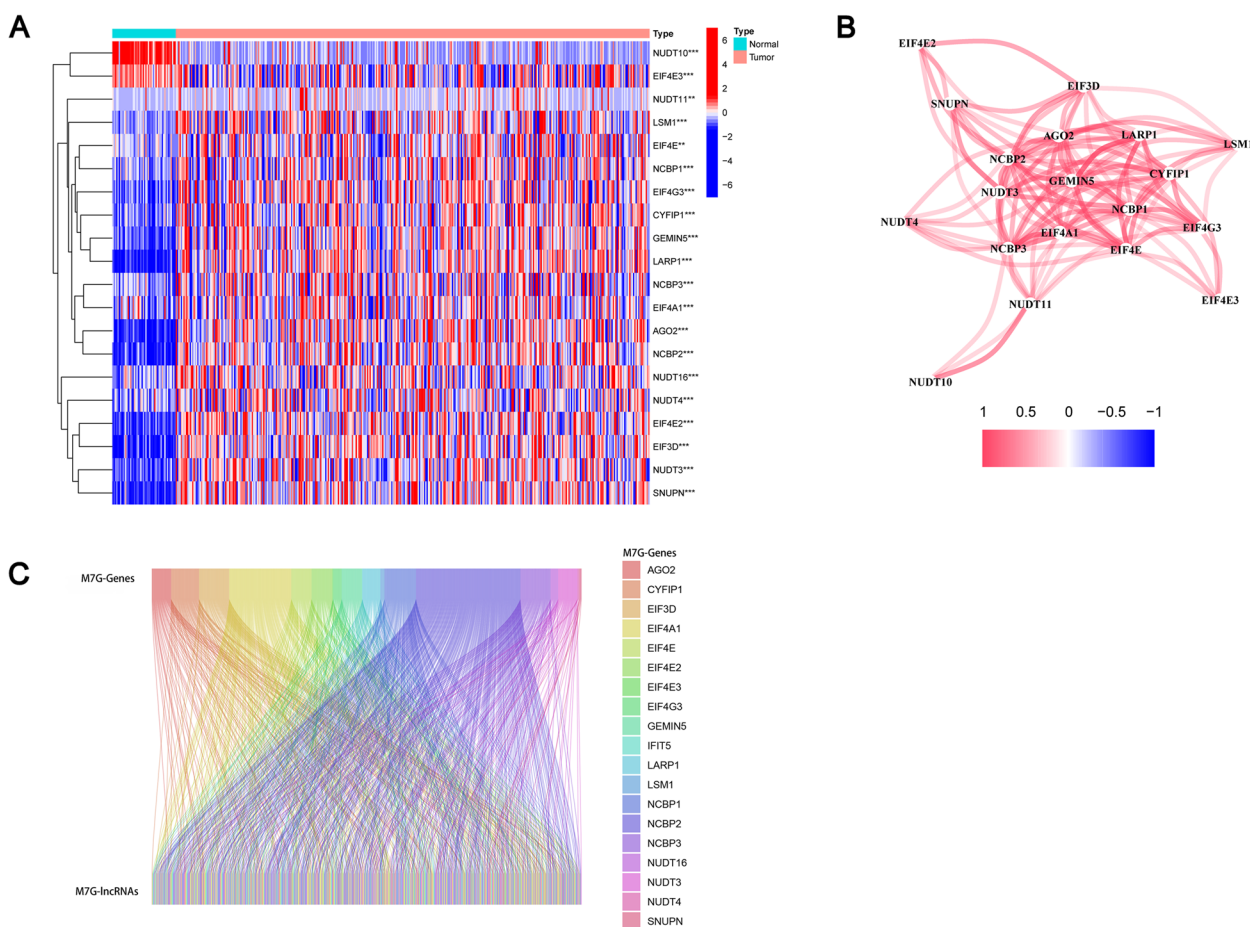 A
Type
NUDT10***
EIF4E3***
NUDT11**
LSM1***
EIF4E**
NCBP1***
EIF4G3***
CYFIP1***
GEMIN5***
LARP1***
NCBP3***
EIF4A1***
AGO2***
NCBP2***
NUDT16***
NUDT4***
EIF4E2***
EIF3D***
NUDT3***
SNUPN***
6
4
2
0
−2
−4
−6
Type
Normal
Tumor
B
EIF4E2
EIF3D
SNUPN
AGO2
LARP1
LSM1
NCBP2
CYFIP1
GEMIN5
NUDT3
NCBP1
NUDT4
EIF4G3
EIF4A1
NCBP3
EIF4E
NUDT11
EIF4E3
NUDT10
1 0.5 0 −0.5 −1
C
M7G-Genes
M7G-lncRNAs
M7G-Genes
AGO2
CYFIP1
EIF3D
EIF4A1
EIF4E
EIF4E2
EIF4E3
EIF4G3
GEMIN5
IFIT5
LARP1
LSM1
NCBP1
NCBP2
NCBP3
NUDT16
NUDT3
NUDT4
SNUPN